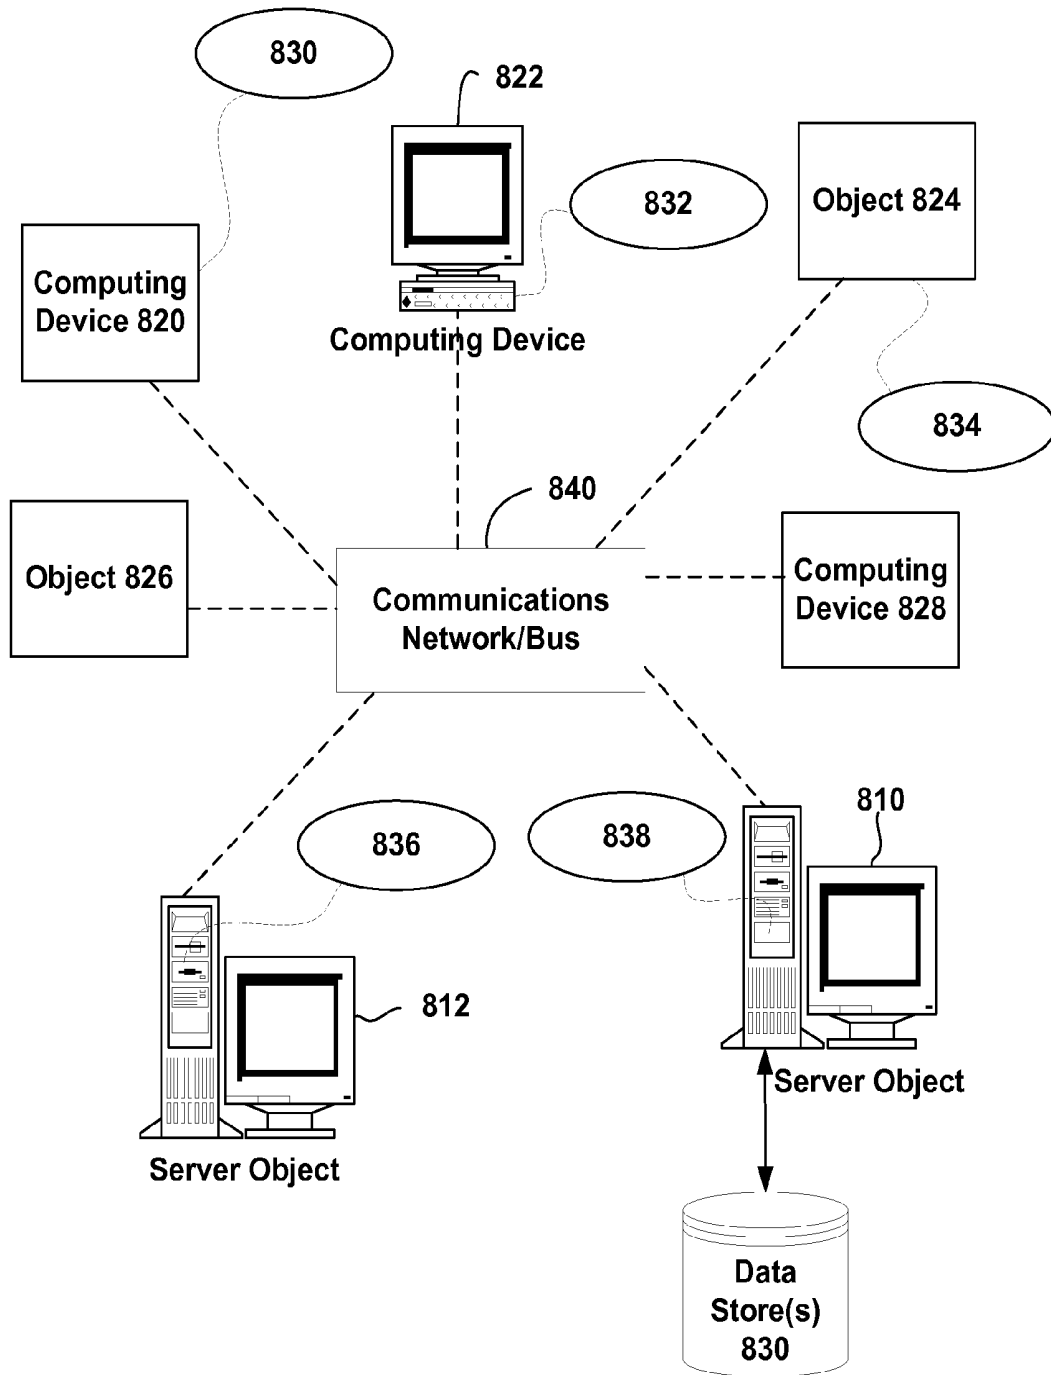 830
822
832
Object 824
Computing
Device 820
Computing Device
834
840
Object 826
Communications
Network/Bus
Computing
Device 828
810
836
838
812
Server Object
Server Object
Data
Store(s)
830